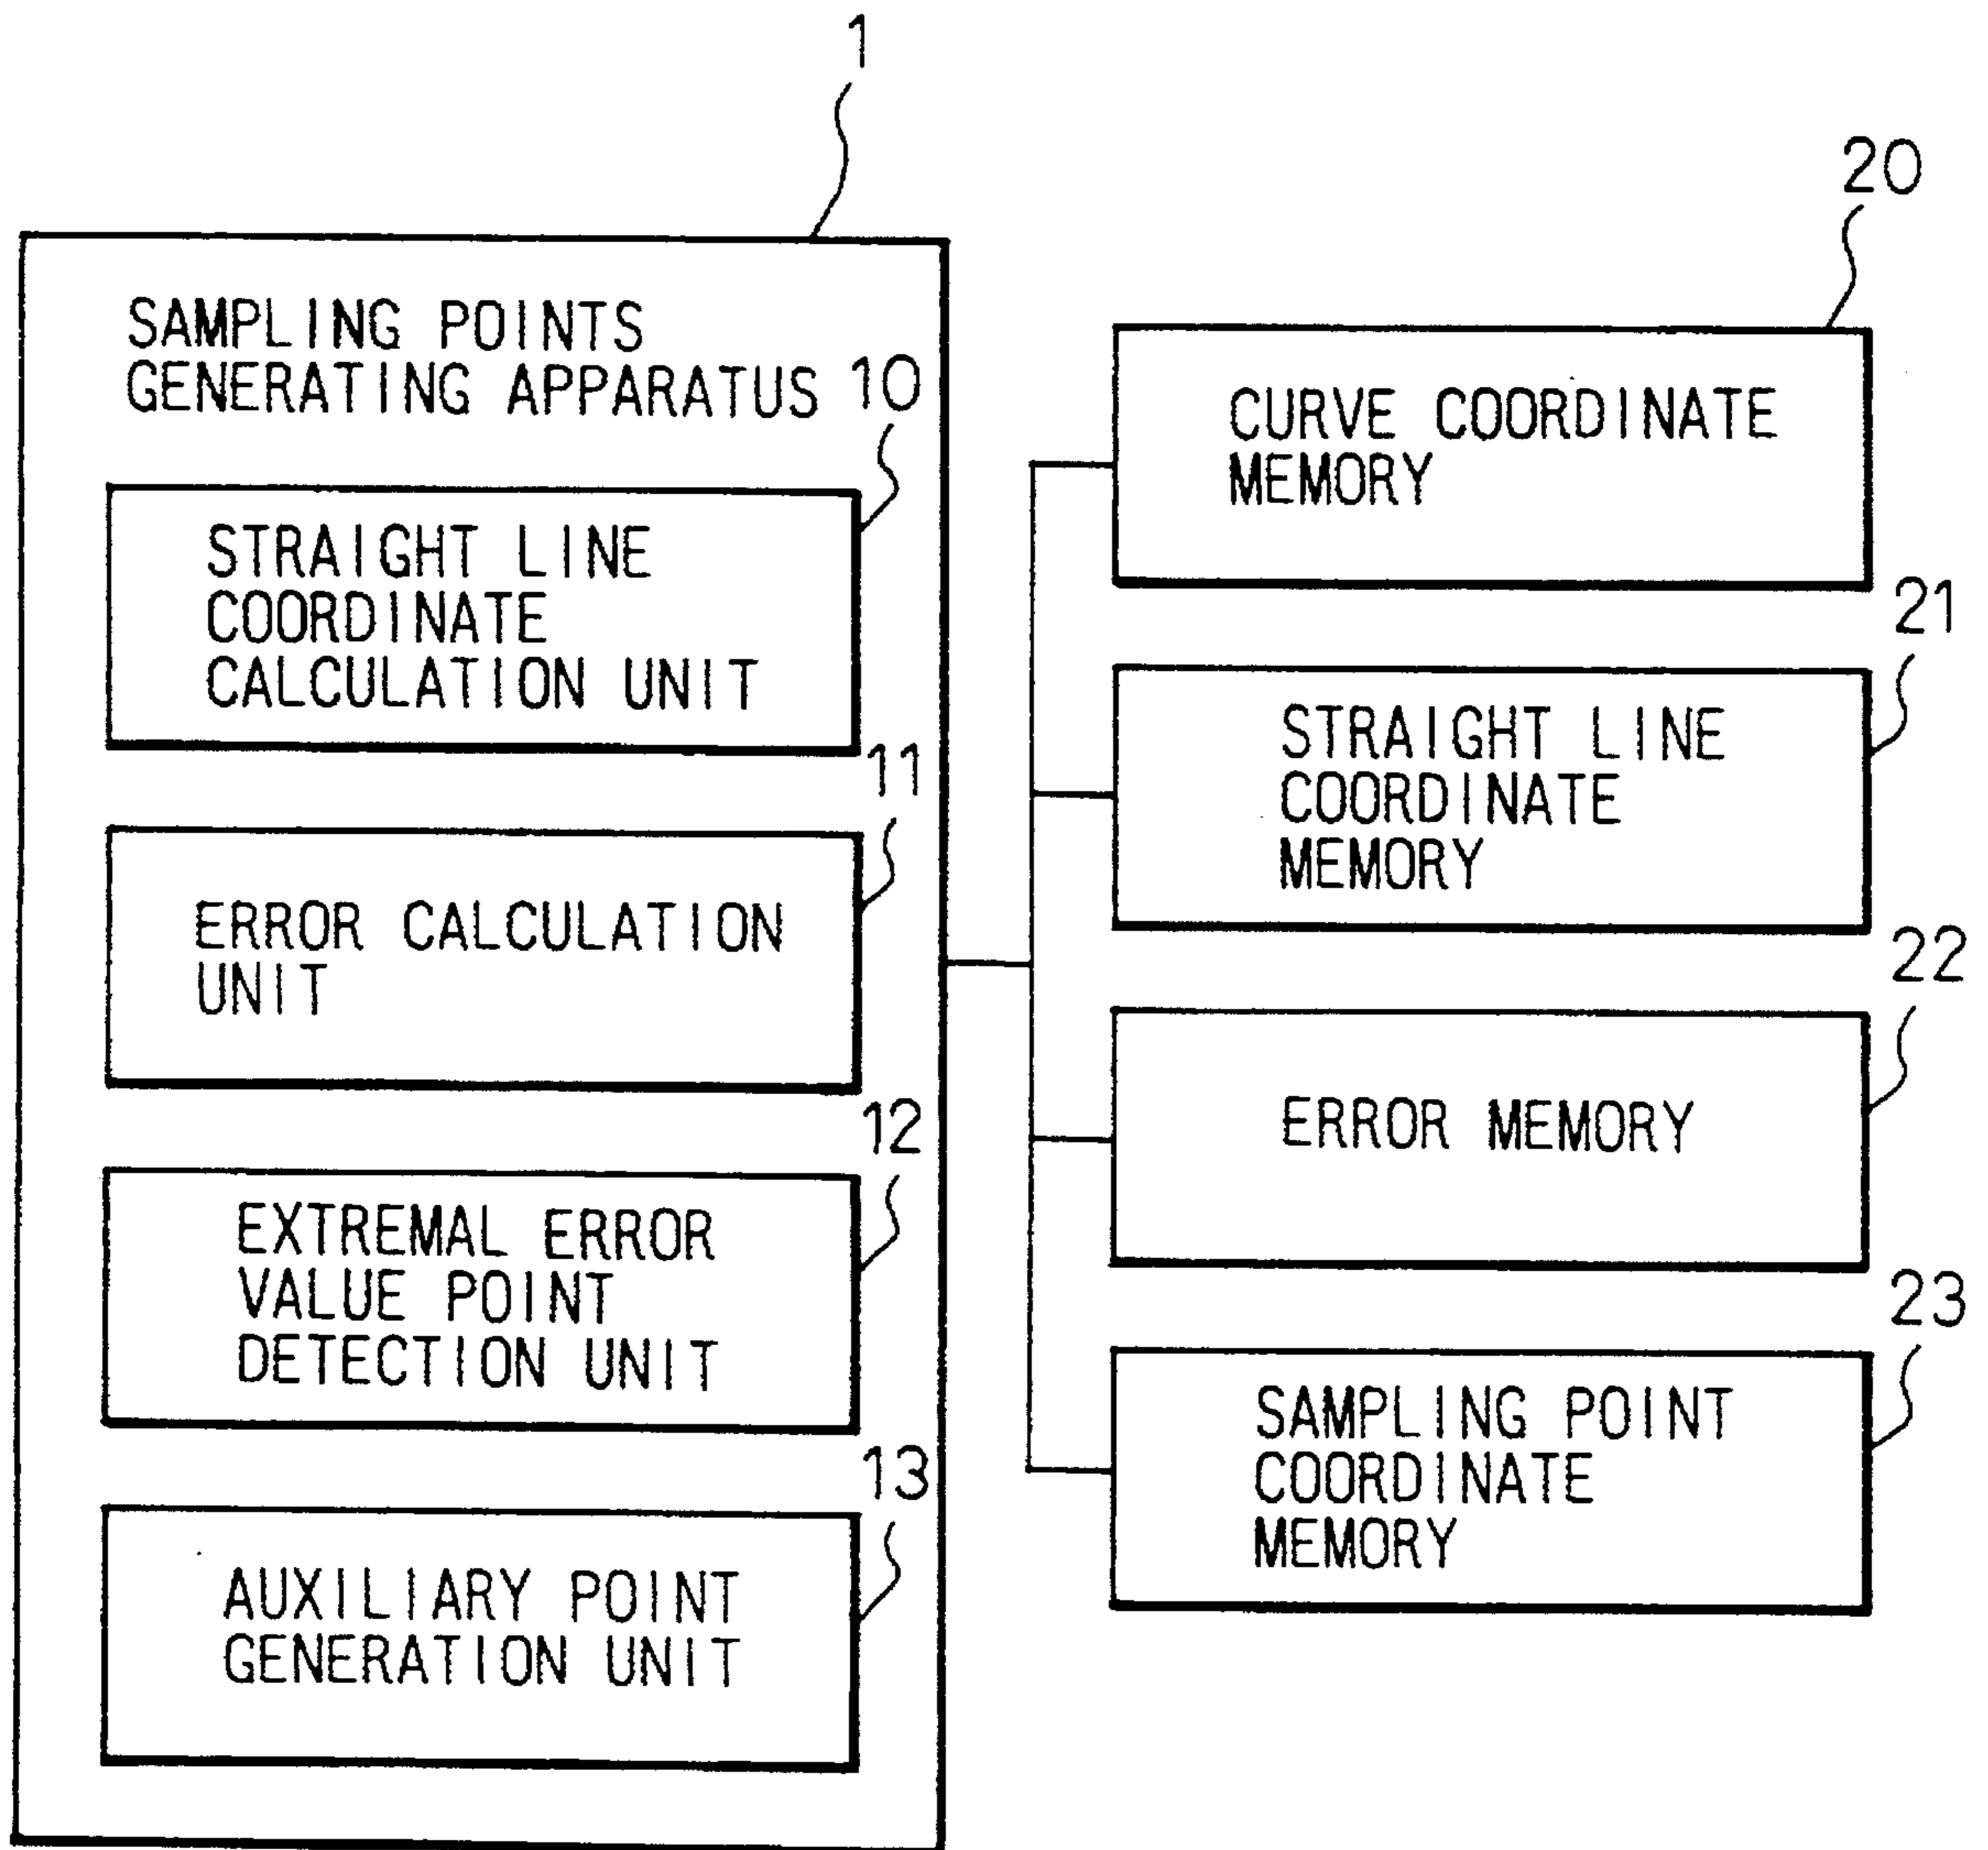 1
SAMPLING POINTS
GENERATING APPARATUS
10
STRAIGHT LINE
COORDINATE
CALCULATION UNIT
11
ERROR CALCULATION
UNIT
12
EXTREMAL ERROR
VALUE POINT
DETECTION UNIT
13
AUXILIARY POINT
GENERATION UNIT
20
CURVE COORDINATE
MEMORY
21
STRAIGHT LINE
COORDINATE
MEMORY
22
ERROR MEMORY
23
SAMPLING POINT
COORDINATE
MEMORY